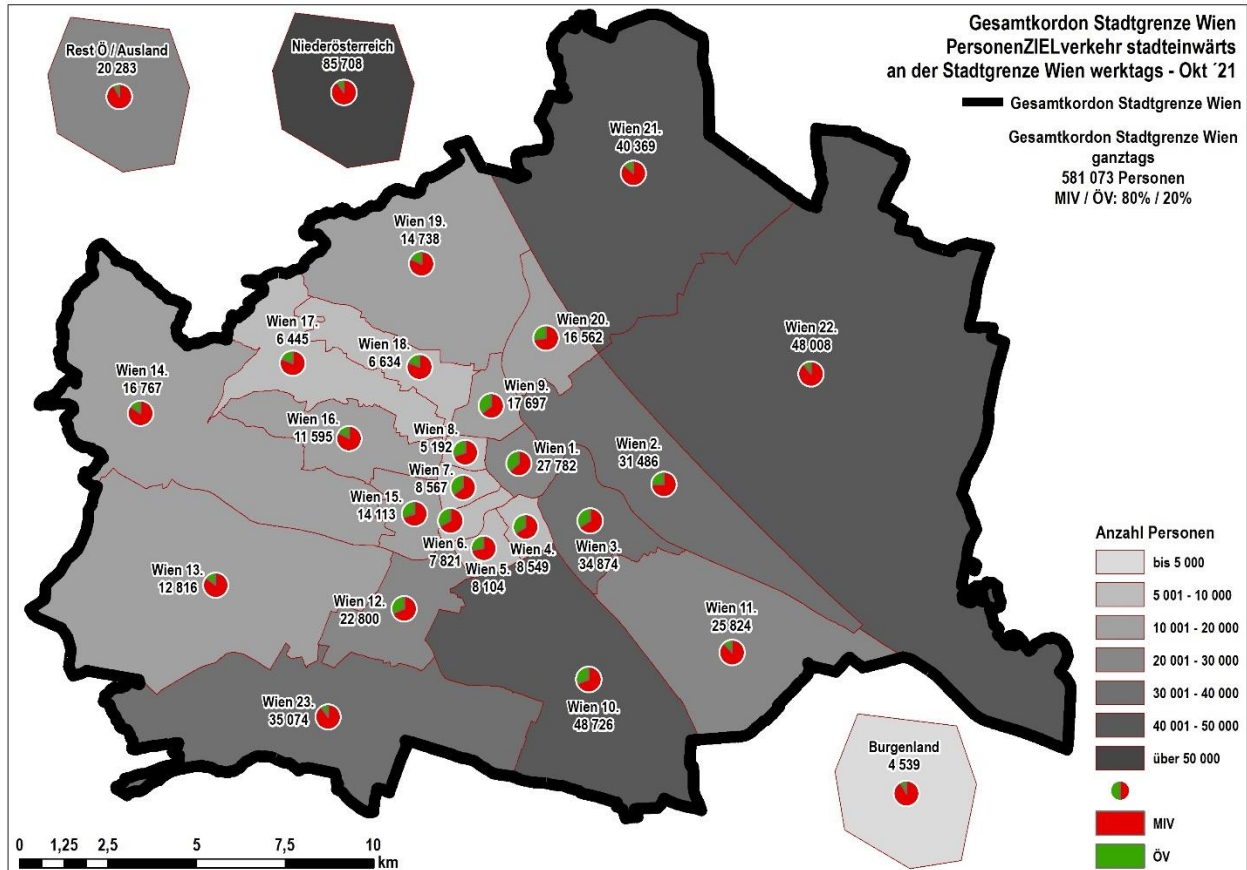 Gesamtkordon Stadtgrenze Wien
PersonenZIELverkehr stadteinwärts
an der Stadtgrenze Wien werktags - Okt ´21
Gesamtkordon Stadtgrenze Wien
Gesamtkordon Stadtgrenze Wien
ganztags
581 073 Personen
MIV / ÖV: 80% / 20%
Rest Ö / Ausland
20 283
Niederösterreich
85 708
Wien 21.
40 369
Wien 19.
14 738
Wien 20.
16 562
Wien 22.
48 008
Wien 17.
6 445
Wien 18.
6 634
Wien 14.
16 767
Wien 9.
17 697
Wien 16.
11 595
Wien 8.
5 192
Wien 1.
27 782
Wien 2.
31 486
Wien 7.
8 567
Wien 15.
14 113
Wien 6.
7 821
Wien 5.
8 104
Wien 4.
8 549
Wien 3.
34 874
Wien 13.
12 816
Wien 12.
22 800
Wien 11.
25 824
Wien 23.
35 074
Wien 10.
48 726
Burgenland
4 539
Anzahl Personen
bis 5 000
5 001 - 10 000
10 001 - 20 000
20 001 - 30 000
30 001 - 40 000
40 001 - 50 000
über 50 000
MIV
ÖV
0 1,25 2,5 5 7,5 10
km